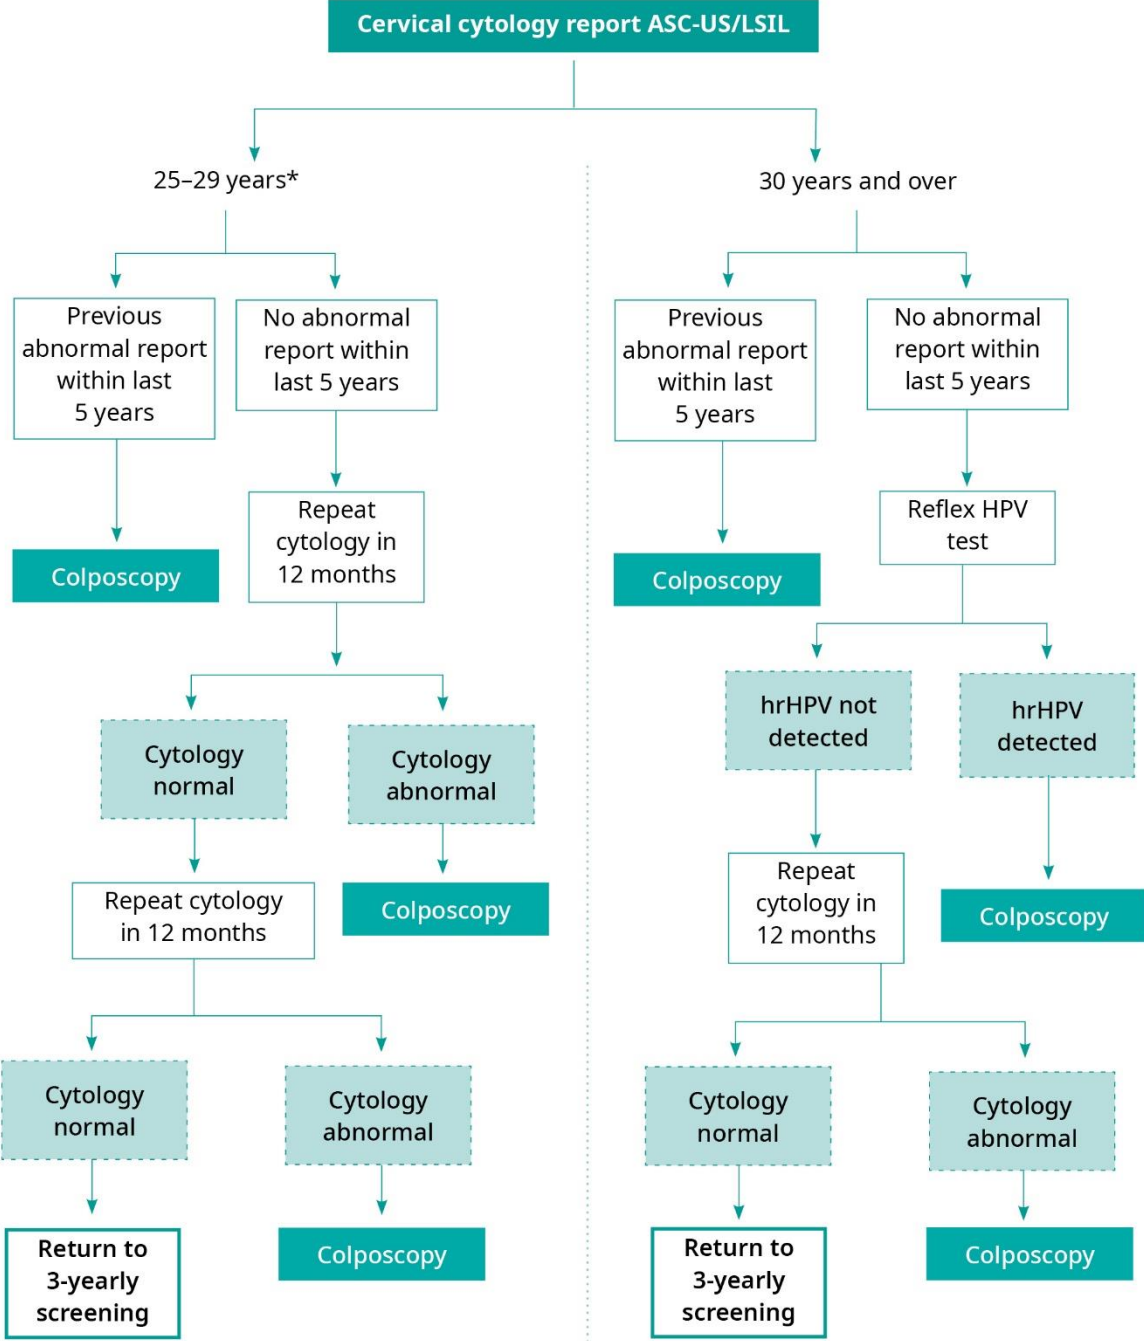 Cervical cytology report ASC-US/LSIL
25–29 years*
Previous
abnormal report
within last
5 years
No abnormal
report within
last 5 years
Colposcopy
Repeat
cytology in
12 months
Cytology
normal
Cytology
abnormal
Repeat cytology
in 12 months
Colposcopy
Cytology
normal
Cytology
abnormal
Return to
3-yearly
screening
Colposcopy
30 years and over
Previous
abnormal report
within last
5 years
No abnormal
report within
last 5 years
Colposcopy
Reflex HPV
test
hrHPV not
detected
hrHPV
detected
Repeat
cytology in
12 months
Colposcopy
Cytology
normal
Cytology
abnormal
Return to
3-yearly
screening
Colposcopy